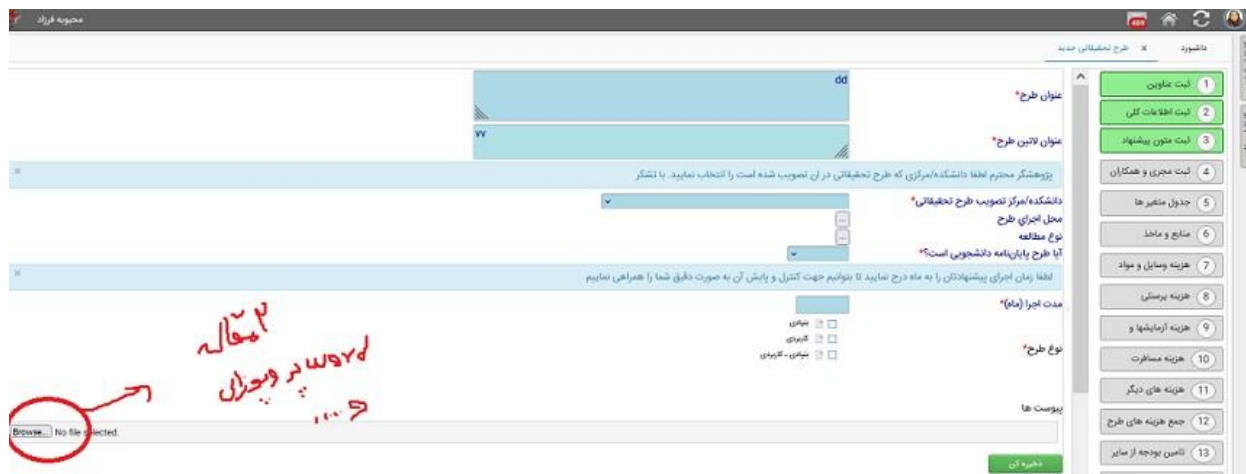 محبوبه فرزاد
داشبورد
طرح تحقیقاتی جدید ×
1 ثبت عناوین
2 ثبت اطلاعات کلی
3 ثبت متون پیشنهاد
4 ثبت مجری و همکاران
5 جدول متغیر ها
6 منابع و ماخذ
7 هزینه وسایل و مواد
8 هزینه پرسنلی
9 هزینه آزمایشها و
10 هزینه مسافرت
11 هزینه های دیگر
12 جمع هزینه های طرح
13 تامین بودجه از سایر
عنوان طرح*
dd
عنوان لاتین طرح*
vv
پژوهشگر محترم لطفا دانشکده/مرکزی که طرح تحقیقاتی در ان تصویب شده است را انتخاب نمایید. با تشکر
×
دانشکده/مرکز تصویب طرح تحقیقاتی*
محل اجرای طرح
...
نوع مطالعه
...
آیا طرح پایان‌نامه دانشجویی است؟*
لطفا زمان اجرای پیشنهادتان را به ماه درج نمایید تا بتوانیم جهت کنترل و پایش آن به صورت دقیق شما را همراهی نماییم
×
مدت اجرا (ماه)*
نوع طرح*
بنیادی
کاربردی
بنیادی-کاربردی
پیوست ها
Browse... No file selected.
ذخیره کن
۳ مقاله
word پروپوزال
و ....